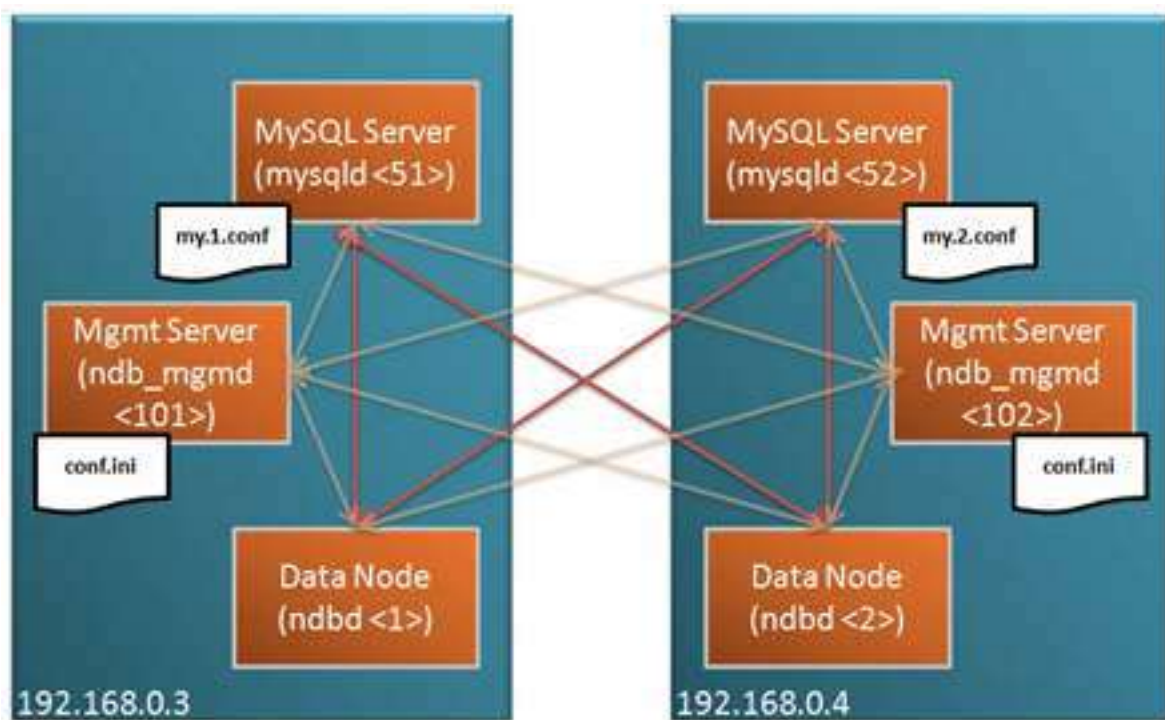 MySQL Server
(mysqld <51>)
my.1.conf
Mgmt Server
(ndb_mgmd
<101>)
conf.ini
Data Node
(ndbd <1>)
192.168.0.3
MySQL Server
(mysqld <52>)
my.2.conf
Mgmt Server
(ndb_mgmd
<102>)
conf.ini
Data Node
(ndbd <2>)
192.168.0.4